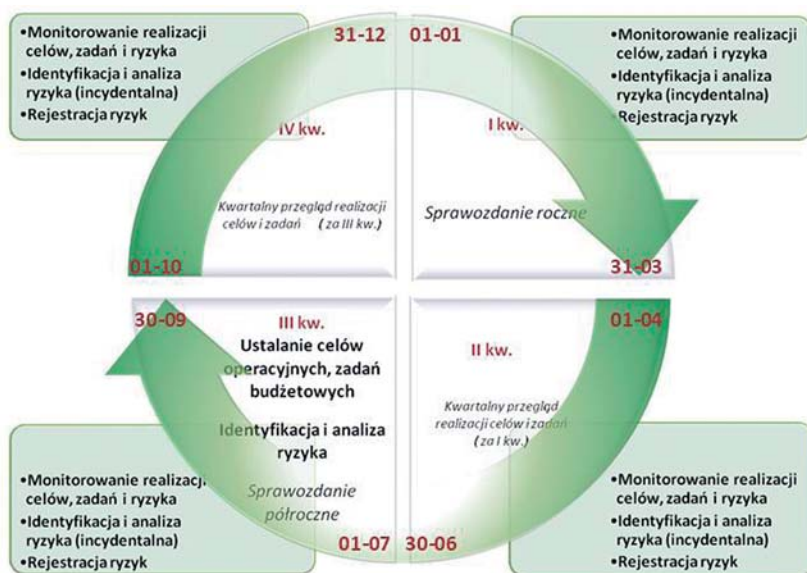 •Monitorowanie realizacji
celów, zadań i ryzyka
•Identyfikacja i analiza
ryzyka (incydentalna)
•Rejestracja ryzyk
31-12
01-01
•Monitorowanie realizacji
celów, zadań i ryzyka
•Identyfikacja i analiza
ryzyka (incydentalna)
•Rejestracja ryzyk
IV kw.
Kwartalny przegląd realizacji
celów i zadań (za III kw.)
01-10
I kw.
Sprawozdanie roczne
31-03
30-09
III kw.
Ustalanie celów
operacyjnych, zadań
budżetowych
Identyfikacja i analiza
ryzyka
Sprawozdanie
półroczne
01-07
01-04
II kw.
Kwartalny przegląd
realizacji celów i zadań
(za I kw.)
30-06
•Monitorowanie realizacji
celów, zadań i ryzyka
•Identyfikacja i analiza
ryzyka (incydentalna)
•Rejestracja ryzyk
•Monitorowanie realizacji
celów, zadań i ryzyka
•Identyfikacja i analiza
ryzyka (incydentalna)
•Rejestracja ryzyk